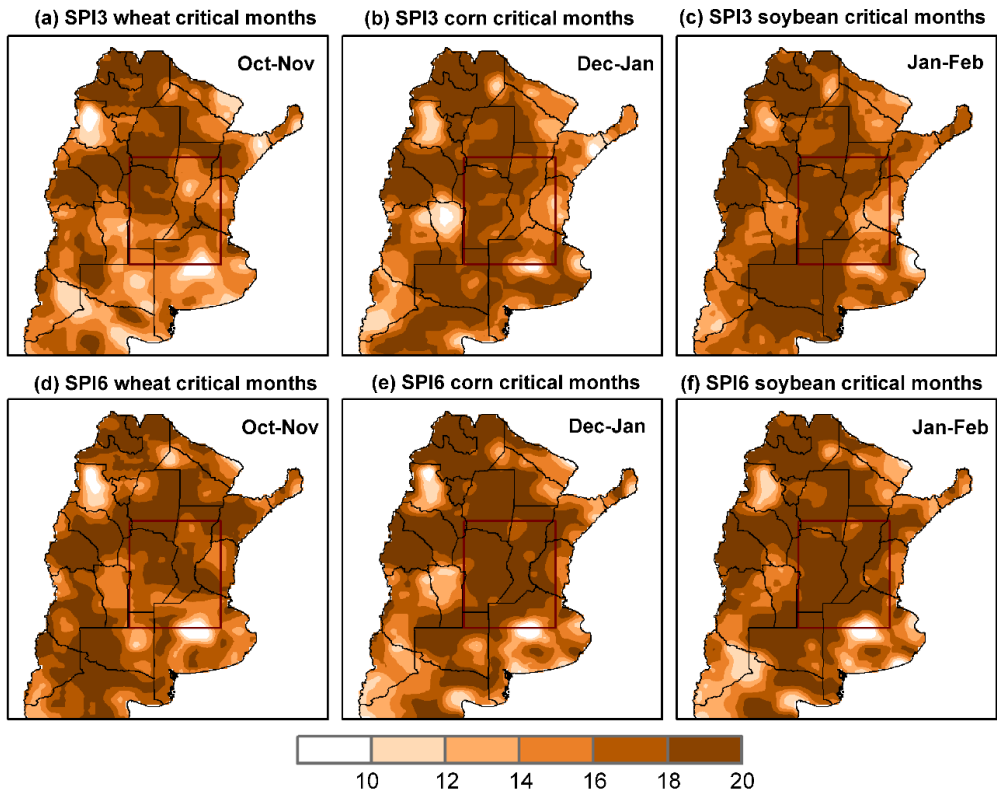 (a) SPI3 wheat critical months
Oct-Nov
(b) SPI3 corn critical months
Dec-Jan
(c) SPI3 soybean critical months
Jan-Feb
(d) SPI6 wheat critical months
Oct-Nov
(e) SPI6 corn critical months
Dec-Jan
(f) SPI6 soybean critical months
Jan-Feb
10 12 14 16 18 20